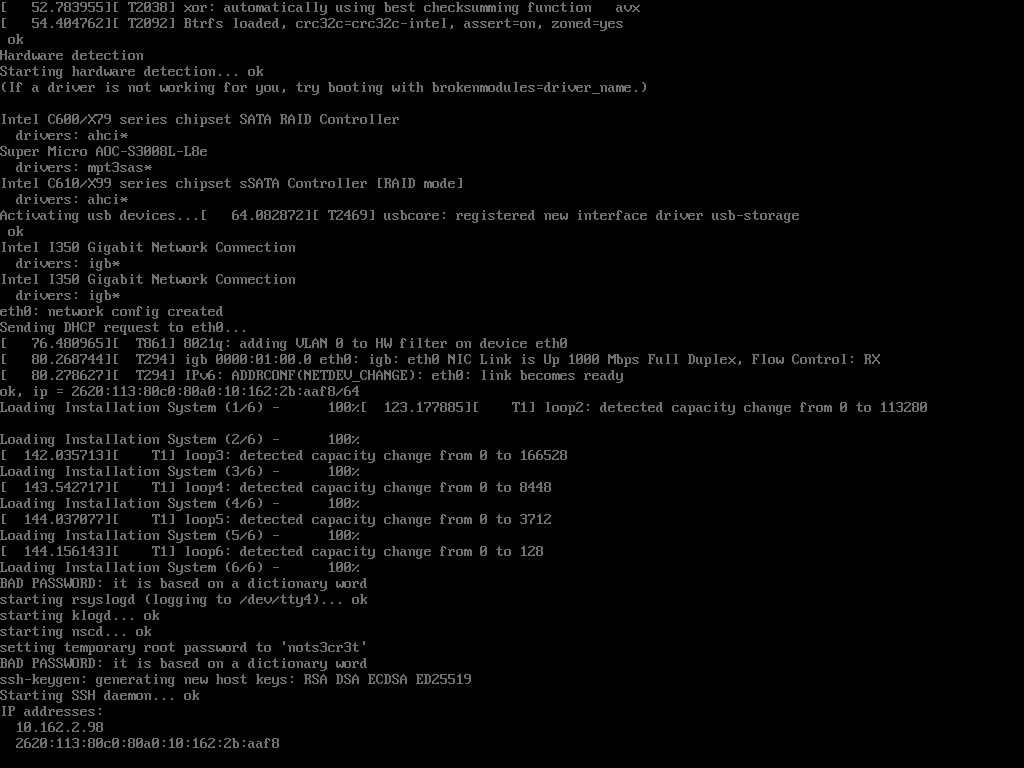 [   52.783955][ T2038] xor: automatically using best checksumming function   avx
[   54.404762][ T2092] Btrfs loaded, crc32c=crc32c-intel, assert=on, zoned=yes
 ok
Hardware detection
Starting hardware detection... ok
(If a driver is not working for you, try booting with brokenmodules=driver_name.)

Intel C600/X79 series chipset SATA RAID Controller
  drivers: ahci*
Super Micro AOC-S3008L-L8e
  drivers: mpt3sas*
Intel C610/X99 series chipset sSATA Controller [RAID mode]
  drivers: ahci*
Activating usb devices...[   64.082872][ T2469] usbcore: registered new interface driver usb-storage
 ok
Intel I350 Gigabit Network Connection
  drivers: igb*
Intel I350 Gigabit Network Connection
  drivers: igb*
eth0: network config created
Sending DHCP request to eth0...
[   76.480965][  T861] 8021q: adding VLAN 0 to HW filter on device eth0
[   80.268744][  T294] igb 0000:01:00.0 eth0: igb: eth0 NIC Link is Up 1000 Mbps Full Duplex, Flow Control: RX
[   80.278627][  T294] IPv6: ADDRCONF(NETDEV_CHANGE): eth0: link becomes ready
ok, ip = 2620:113:80c0:80a0:10:162:2b:aaf8/64
Loading Installation System (1/6) -      100%[  123.177885][    T1] loop2: detected capacity change from 0 to 113280

Loading Installation System (2/6) -      100%
[  142.035713][    T1] loop3: detected capacity change from 0 to 166528
Loading Installation System (3/6) -      100%
[  143.542717][    T1] loop4: detected capacity change from 0 to 8448
Loading Installation System (4/6) -      100%
[  144.037077][    T1] loop5: detected capacity change from 0 to 3712
Loading Installation System (5/6) -      100%
[  144.156143][    T1] loop6: detected capacity change from 0 to 128
Loading Installation System (6/6) -      100%
BAD PASSWORD: it is based on a dictionary word
starting rsyslogd (logging to /dev/tty4)... ok
starting klogd... ok
starting nscd... ok
setting temporary root password to 'nots3cr3t'
BAD PASSWORD: it is based on a dictionary word
ssh-keygen: generating new host keys: RSA DSA ECDSA ED25519
Starting SSH daemon... ok
IP addresses:
  10.162.2.98
  2620:113:80c0:80a0:10:162:2b:aaf8